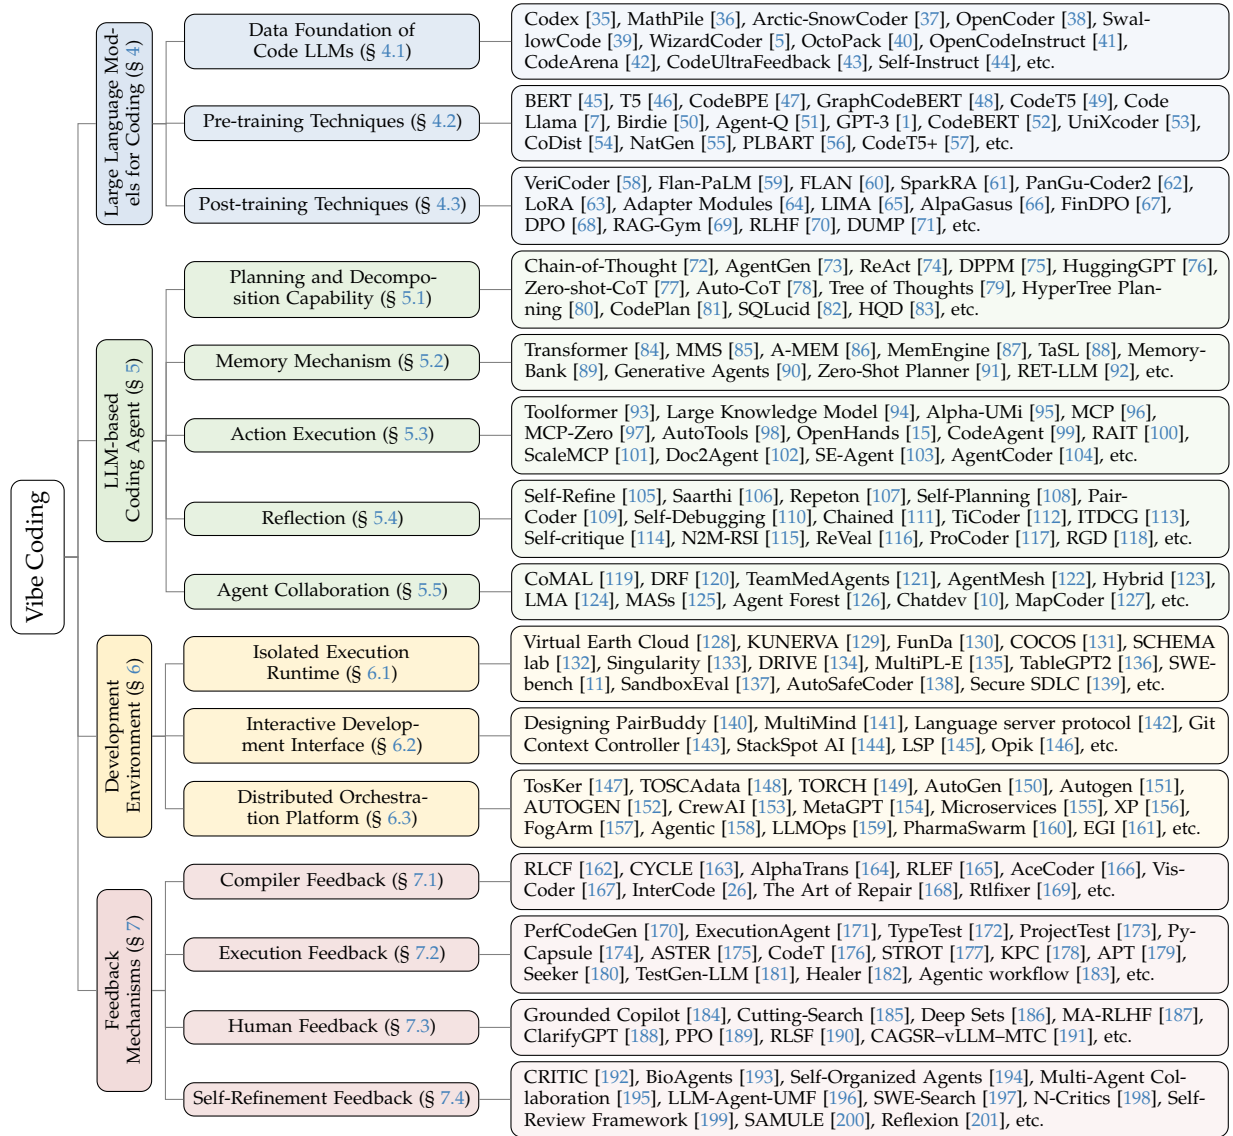 Vibe Coding
Large Language Mod-
els for Coding (§ 4)
Data Foundation of
Code LLMs (§ 4.1)
Codex [35], MathPile [36], Arctic-SnowCoder [37], OpenCoder [38], Swal-
lowCode [39], WizardCoder [5], OctoPack [40], OpenCodeInstruct [41],
CodeArena [42], CodeUltraFeedback [43], Self-Instruct [44], etc.
Pre-training Techniques (§ 4.2)
BERT [45], T5 [46], CodeBPE [47], GraphCodeBERT [48], CodeT5 [49], Code
Llama [7], Birdie [50], Agent-Q [51], GPT-3 [1], CodeBERT [52], UniXcoder [53],
CoDist [54], NatGen [55], PLBART [56], CodeT5+ [57], etc.
Post-training Techniques (§ 4.3)
VeriCoder [58], Flan-PaLM [59], FLAN [60], SparkRA [61], PanGu-Coder2 [62],
LoRA [63], Adapter Modules [64], LIMA [65], AlpaGasus [66], FinDPO [67],
DPO [68], RAG-Gym [69], RLHF [70], DUMP [71], etc.
LLM-based
Coding Agent (§ 5)
Planning and Decompo-
sition Capability (§ 5.1)
Chain-of-Thought [72], AgentGen [73], ReAct [74], DPPM [75], HuggingGPT [76],
Zero-shot-CoT [77], Auto-CoT [78], Tree of Thoughts [79], HyperTree Plan-
ning [80], CodePlan [81], SQLucid [82], HQD [83], etc.
Memory Mechanism (§ 5.2)
Transformer [84], MMS [85], A-MEM [86], MemEngine [87], TaSL [88], Memory-
Bank [89], Generative Agents [90], Zero-Shot Planner [91], RET-LLM [92], etc.
Action Execution (§ 5.3)
Toolformer [93], Large Knowledge Model [94], Alpha-UMi [95], MCP [96],
MCP-Zero [97], AutoTools [98], OpenHands [15], CodeAgent [99], RAIT [100],
ScaleMCP [101], Doc2Agent [102], SE-Agent [103], AgentCoder [104], etc.
Reflection (§ 5.4)
Self-Refine [105], Saarthi [106], Repeton [107], Self-Planning [108], Pair-
Coder [109], Self-Debugging [110], Chained [111], TiCoder [112], ITDCG [113],
Self-critique [114], N2M-RSI [115], ReVeal [116], ProCoder [117], RGD [118], etc.
Agent Collaboration (§ 5.5)
CoMAL [119], DRF [120], TeamMedAgents [121], AgentMesh [122], Hybrid [123],
LMA [124], MASs [125], Agent Forest [126], Chatdev [10], MapCoder [127], etc.
Development
Environment (§ 6)
Isolated Execution
Runtime (§ 6.1)
Virtual Earth Cloud [128], KUNERVA [129], FunDa [130], COCOS [131], SCHEMA
lab [132], Singularity [133], DRIVE [134], MultiPL-E [135], TableGPT2 [136], SWE-
bench [11], SandboxEval [137], AutoSafeCoder [138], Secure SDLC [139], etc.
Interactive Develop-
ment Interface (§ 6.2)
Designing PairBuddy [140], MultiMind [141], Language server protocol [142], Git
Context Controller [143], StackSpot AI [144], LSP [145], Opik [146], etc.
Distributed Orchestra-
tion Platform (§ 6.3)
TosKer [147], TOSCAdata [148], TORCH [149], AutoGen [150], Autogen [151],
AUTOGEN [152], CrewAI [153], MetaGPT [154], Microservices [155], XP [156],
FogArm [157], Agentic [158], LLMOps [159], PharmaSwarm [160], EGI [161], etc.
Feedback
Mechanisms (§ 7)
Compiler Feedback (§ 7.1)
RLCF [162], CYCLE [163], AlphaTrans [164], RLEF [165], AceCoder [166], Vis-
Coder [167], InterCode [26], The Art of Repair [168], Rtlfixer [169], etc.
Execution Feedback (§ 7.2)
PerfCodeGen [170], ExecutionAgent [171], TypeTest [172], ProjectTest [173], Py-
Capsule [174], ASTER [175], CodeT [176], STROT [177], KPC [178], APT [179],
Seeker [180], TestGen-LLM [181], Healer [182], Agentic workflow [183], etc.
Human Feedback (§ 7.3)
Grounded Copilot [184], Cutting-Search [185], Deep Sets [186], MA-RLHF [187],
ClarifyGPT [188], PPO [189], RLSF [190], CAGSR–vLLM–MTC [191], etc.
Self-Refinement Feedback (§ 7.4)
CRITIC [192], BioAgents [193], Self-Organized Agents [194], Multi-Agent Col-
laboration [195], LLM-Agent-UMF [196], SWE-Search [197], N-Critics [198], Self-
Review Framework [199], SAMULE [200], Reflexion [201], etc.